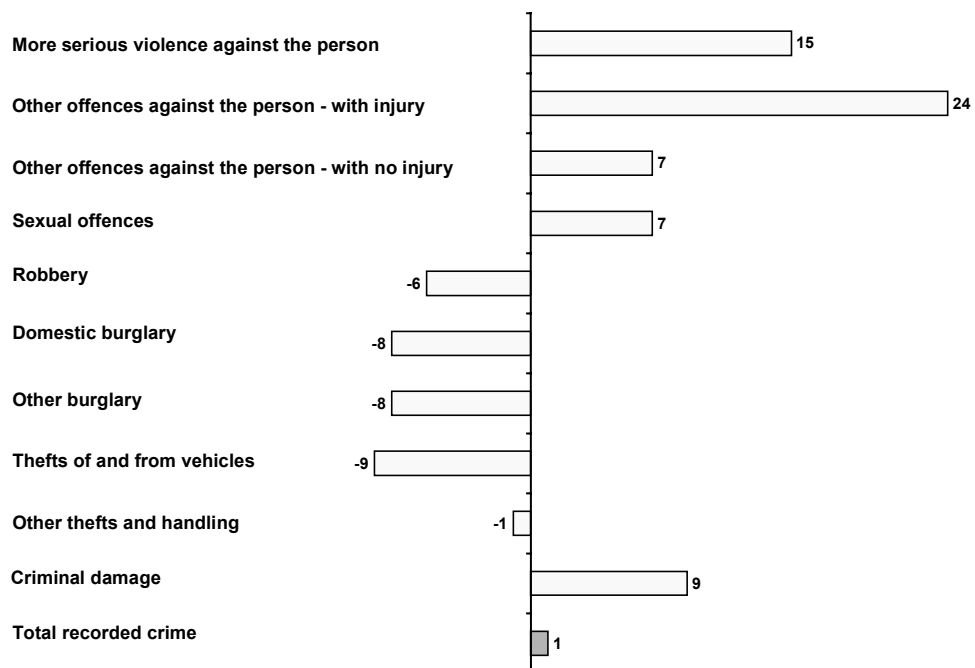 More serious violence against the person 15
Other offences against the person - with injury 24
Other offences against the person - with no injury 7
Sexual offences 7
Robbery -6
Domestic burglary -8
Other burglary -8
Thefts of and from vehicles -9
Other thefts and handling -1
Criminal damage 9
Total recorded crime 1